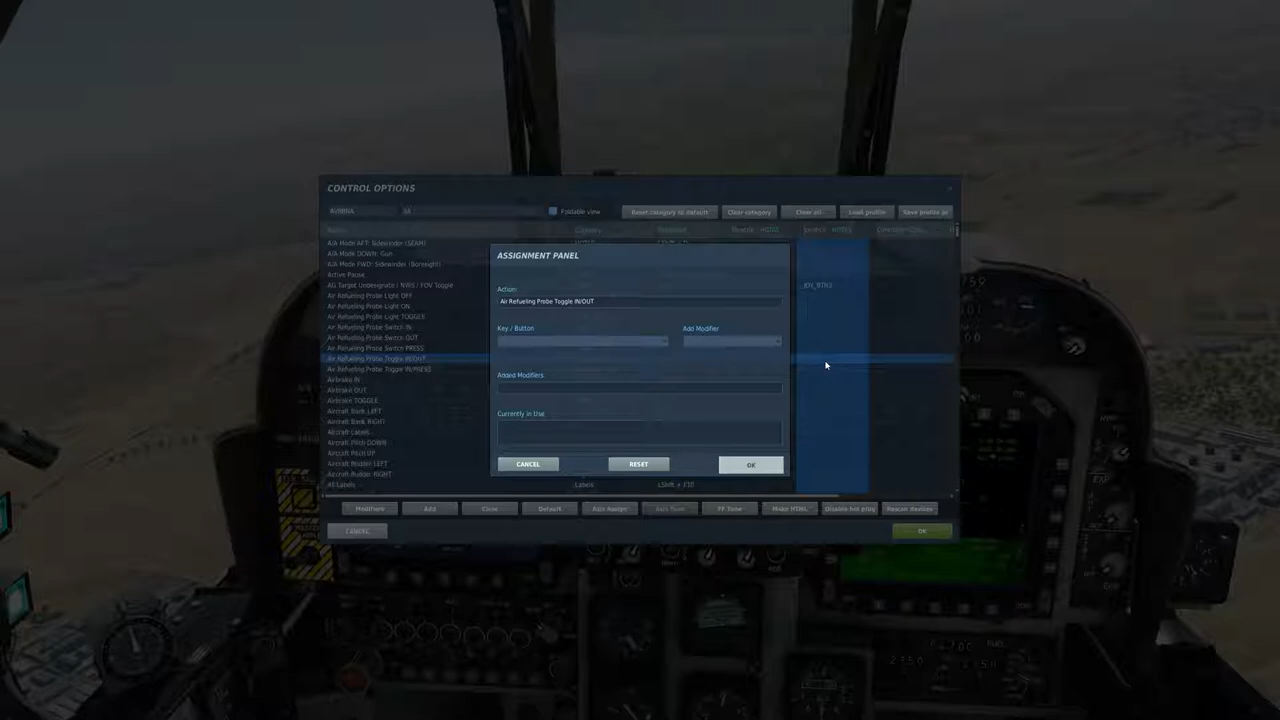 CONTROL OPTIONS
AV8BNA
All
Foldable view
Reset category to default
Clear category
Clear all
Load profile
Save profile as
Category
A/A Mode AFT: Sidewinder (SEAM)
A/A Mode DOWN: Gun
A/A Mode FWD: Sidewinder (Boresight)
Active Pause
AG Target Undesignate / NWS / FOV Toggle
JOY_BTN3
Air Refueling Probe Light OFF
Air Refueling Probe Light ON
Air Refueling Probe Light TOGGLE
Air Refueling Probe Switch IN
Air Refueling Probe Switch OUT
Air Refueling Probe Switch PRESS
Air Refueling Probe Toggle IN/OUT
Air Refueling Probe Toggle IN/PRESS
Airbrake IN
Airbrake OUT
Airbrake TOGGLE
Aircraft Bank LEFT
Aircraft Bank RIGHT
Aircraft Labels
Aircraft Pitch DOWN
Aircraft Pitch UP
Aircraft Rudder LEFT
Aircraft Rudder RIGHT
All Labels
Labels
LShift + F10
ASSIGNMENT PANEL
Action:
Air Refueling Probe Toggle IN/OUT
Key / Button
Add Modifier
Added Modifiers
Currently in Use
CANCEL
RESET
OK
Modifiers
Add
Clear
Default
Axis Assign
Axis Tune
FF Tune
Make HTML
Disable hot plug
Rescan devices
CANCEL
OK
FUEL